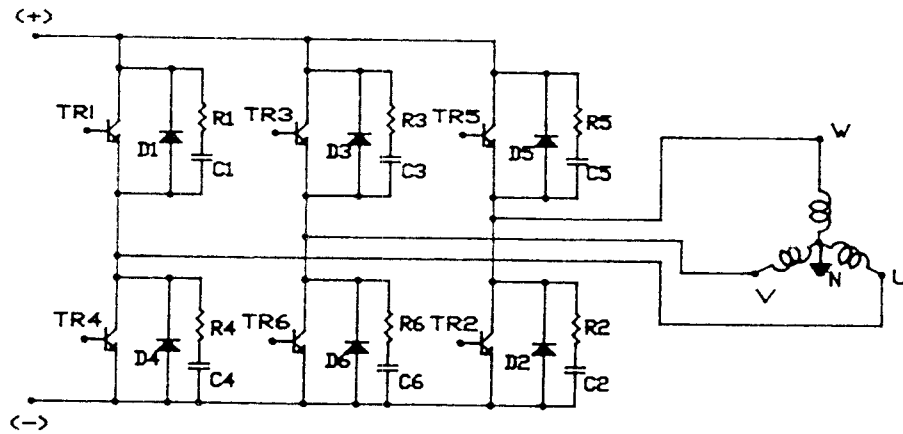 (+)
TR1
D1
R1
C1
TR3
D3
R3
C3
TR5
D5
R5
C5
W
V
N
U
TR4
D4
R4
C4
TR6
D6
R6
C6
TR2
D2
R2
C2
(-)